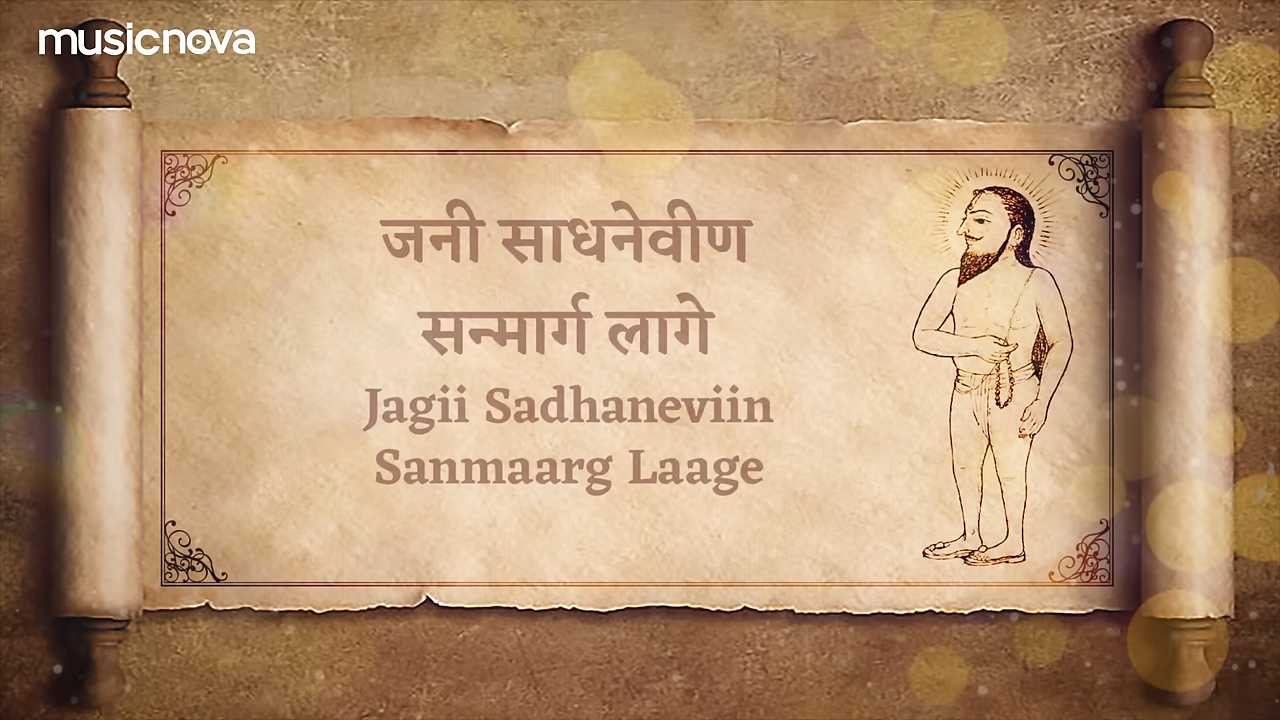 musicnova
जनी साधनेवीण
सन्मार्ग लागे
Jagii Sadhaneviin
Sanmaarg Laage